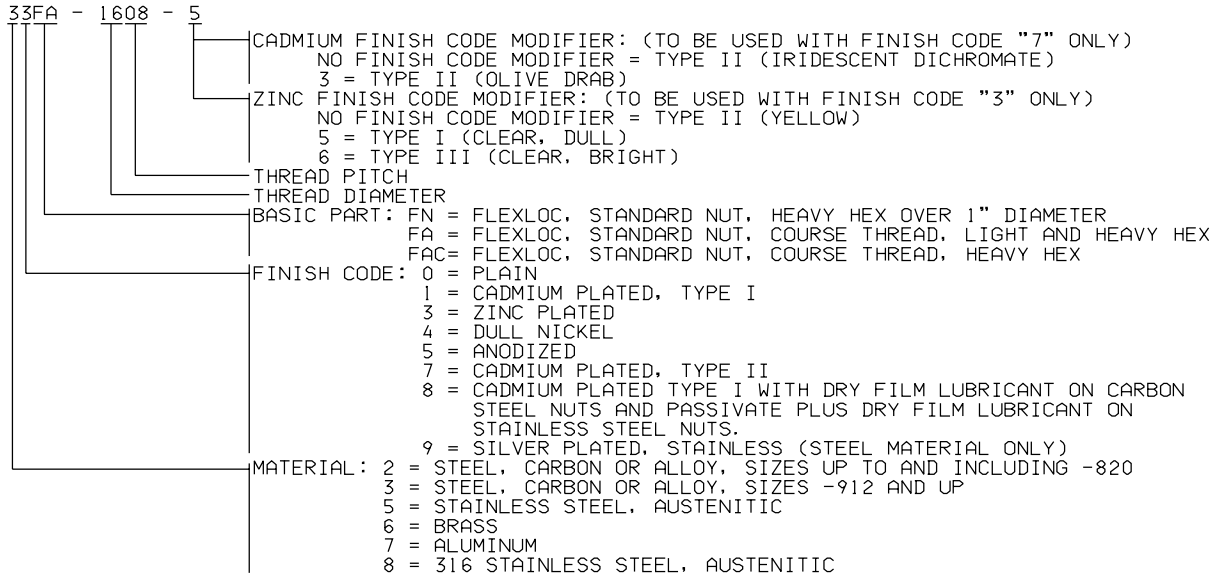 33FA - 1608 - 5
CADMIUM FINISH CODE MODIFIER: (TO BE USED WITH FINISH CODE "7" ONLY)
NO FINISH CODE MODIFIER = TYPE II (IRIDESCENT DICHROMATE)
3 = TYPE II (OLIVE DRAB)
ZINC FINISH CODE MODIFIER: (TO BE USED WITH FINISH CODE "3" ONLY)
NO FINISH CODE MODIFIER = TYPE II (YELLOW)
5 = TYPE I (CLEAR, DULL)
6 = TYPE III (CLEAR, BRIGHT)
THREAD PITCH
THREAD DIAMETER
BASIC PART: FN = FLEXLOC, STANDARD NUT, HEAVY HEX OVER 1" DIAMETER
FA = FLEXLOC, STANDARD NUT, COURSE THREAD, LIGHT AND HEAVY HEX
FAC= FLEXLOC, STANDARD NUT, COURSE THREAD, HEAVY HEX
FINISH CODE: 0 = PLAIN
1 = CADMIUM PLATED, TYPE I
3 = ZINC PLATED
4 = DULL NICKEL
5 = ANODIZED
7 = CADMIUM PLATED, TYPE II
8 = CADMIUM PLATED TYPE I WITH DRY FILM LUBRICANT ON CARBON
STEEL NUTS AND PASSIVATE PLUS DRY FILM LUBRICANT ON
STAINLESS STEEL NUTS.
9 = SILVER PLATED, STAINLESS (STEEL MATERIAL ONLY)
MATERIAL: 2 = STEEL, CARBON OR ALLOY, SIZES UP TO AND INCLUDING -820
3 = STEEL, CARBON OR ALLOY, SIZES -912 AND UP
5 = STAINLESS STEEL, AUSTENITIC
6 = BRASS
7 = ALUMINUM
8 = 316 STAINLESS STEEL, AUSTENITIC